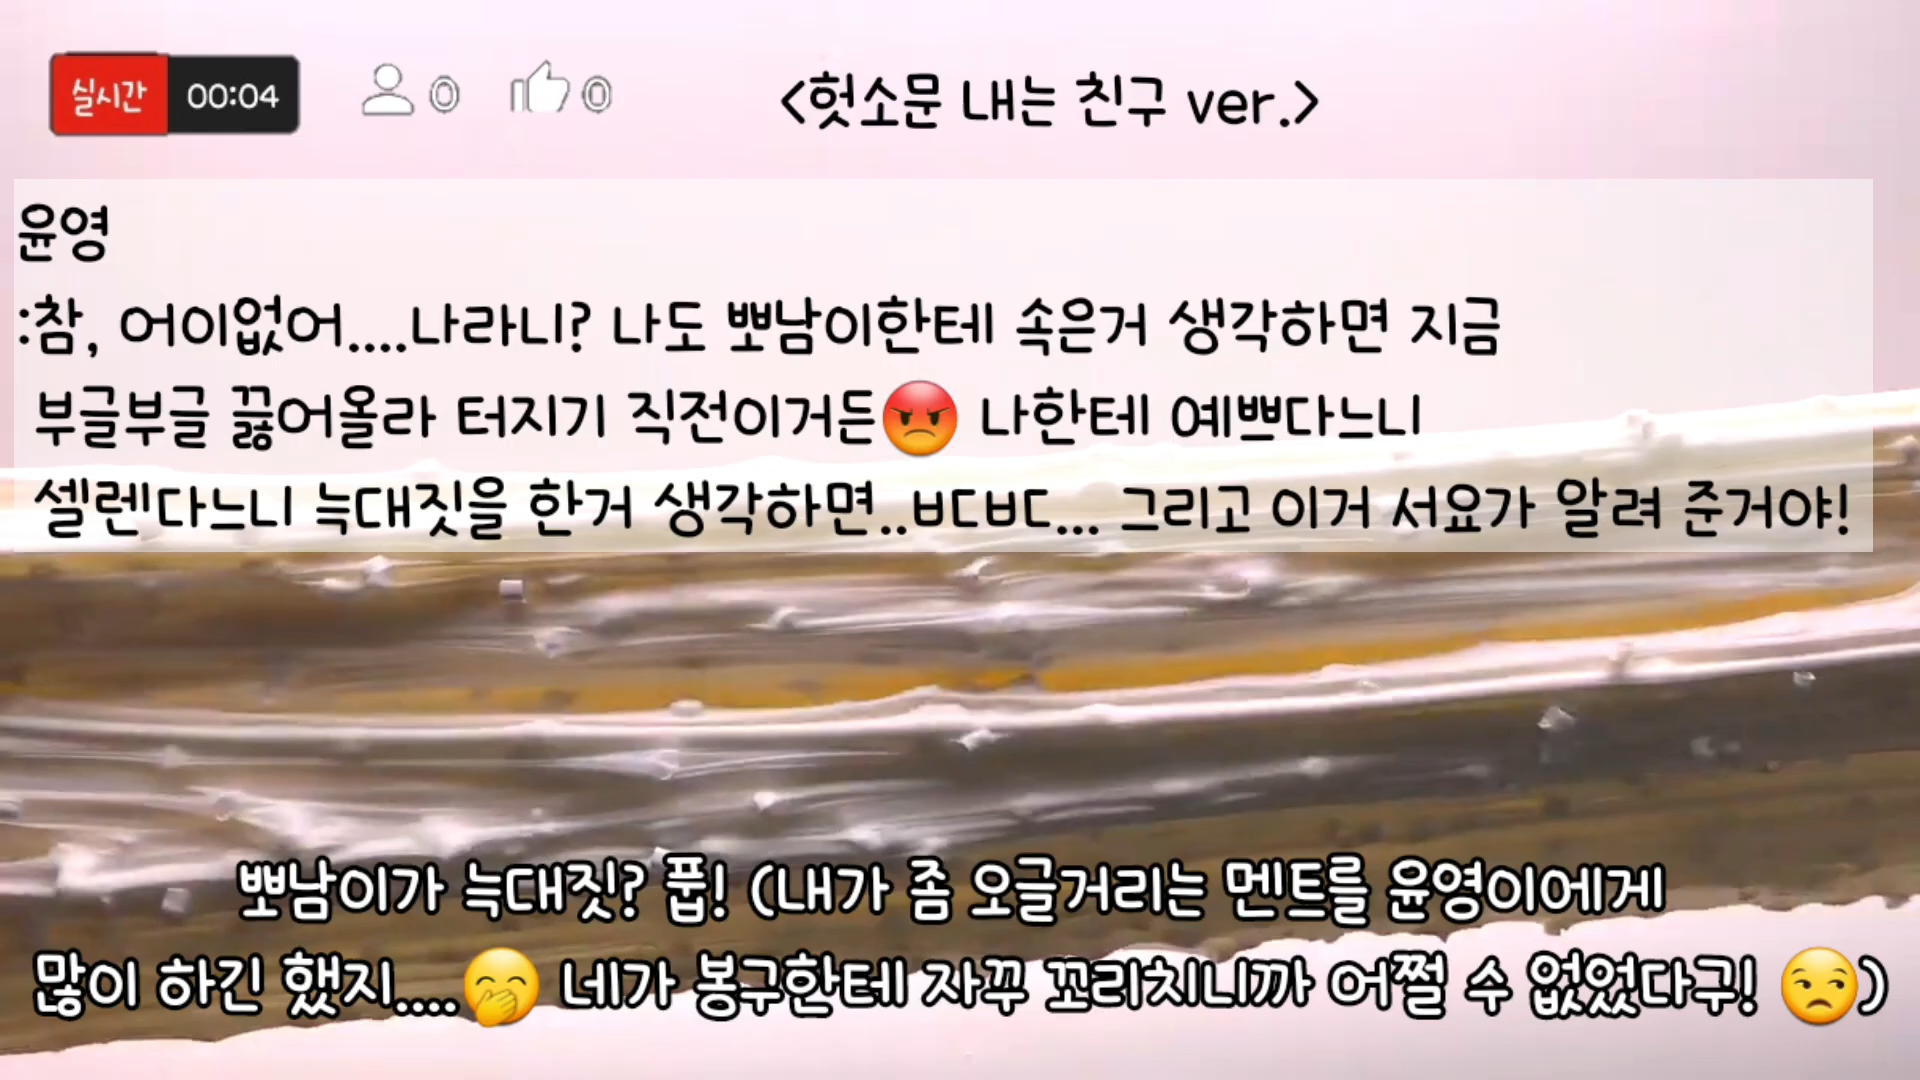 실시간 00:04 0 0 <헛소문 내는 친구 ver.>
윤영
:참, 어이없어....나라니? 나도 뽀남이한테 속은거 생각하면 지금
부글부글 끓어올라 터지기 직전이거든😡 나한테 예쁘다느니
셀렌다느니 늑대짓을 한거 생각하면..ㅂㄷㅂㄷ... 그리고 이거 서요가 알려 준거야!
뽀남이가 늑대짓? 풉! (내가 좀 오글거리는 멘트를 윤영이에게
많이 하긴 했지....🤭 네가 봉구한테 자꾸 꼬리치니까 어쩔 수 없었다구! 😒)